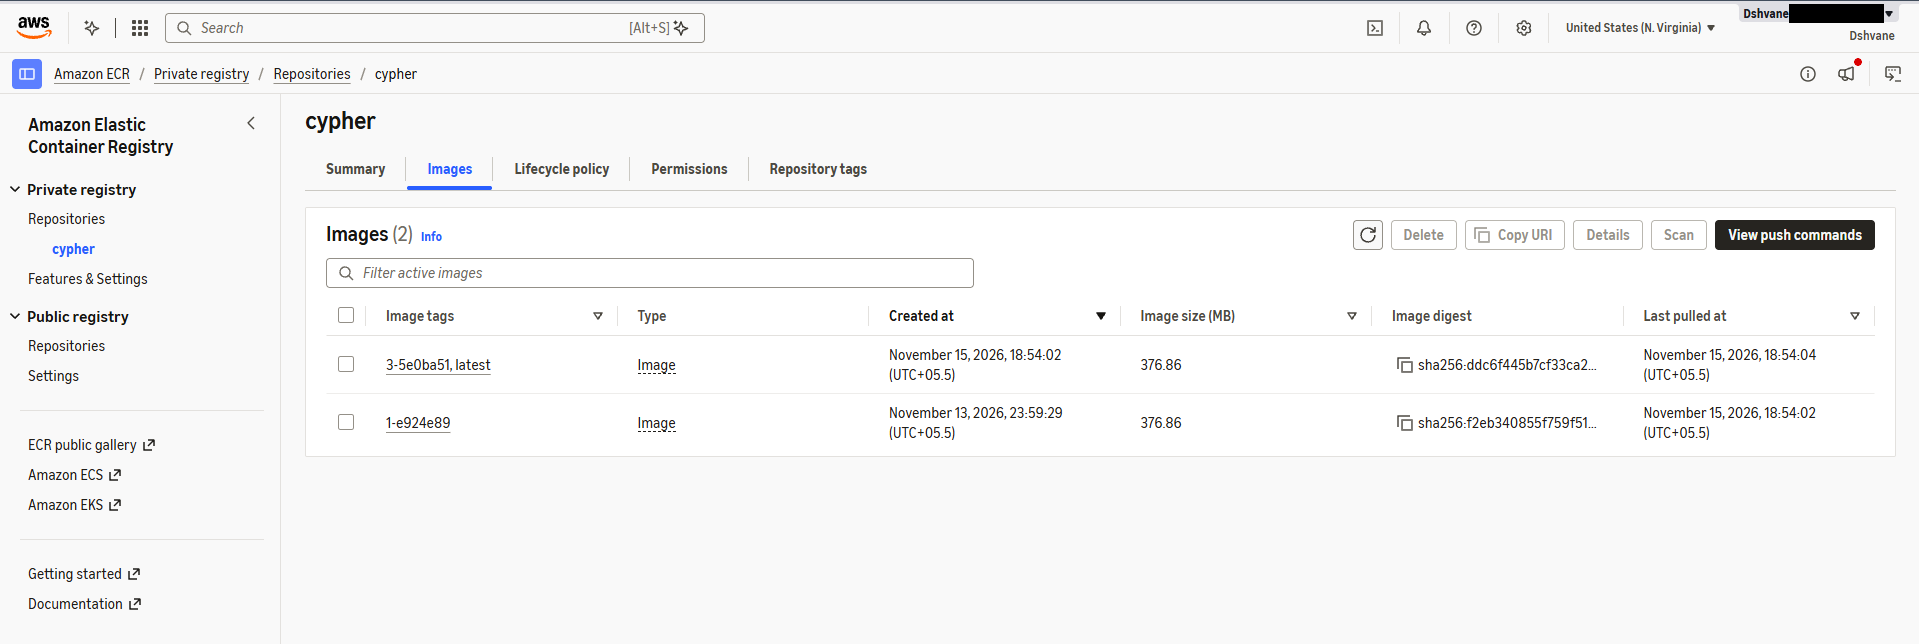 aws
Search [Alt+S]
United States (N. Virginia)
Dshvane
Dshvane
Amazon ECR / Private registry / Repositories / cypher
Amazon Elastic
Container Registry
Private registry
Repositories
cypher
Features & Settings
Public registry
Repositories
Settings
ECR public gallery
Amazon ECS
Amazon EKS
Getting started
Documentation
cypher
Summary Images Lifecycle policy Permissions Repository tags
Images (2) Info
Delete Copy URI Details Scan View push commands
Filter active images
Image tags Type Created at Image size (MB) Image digest Last pulled at
3-5e0ba51, latest Image November 15, 2026, 18:54:02 (UTC+05.5) 376.86 sha256:ddc6f445b7cf33ca2... November 15, 2026, 18:54:04 (UTC+05.5)
1-e924e89 Image November 13, 2026, 23:59:29 (UTC+05.5) 376.86 sha256:f2eb340855f759f51... November 15, 2026, 18:54:02 (UTC+05.5)